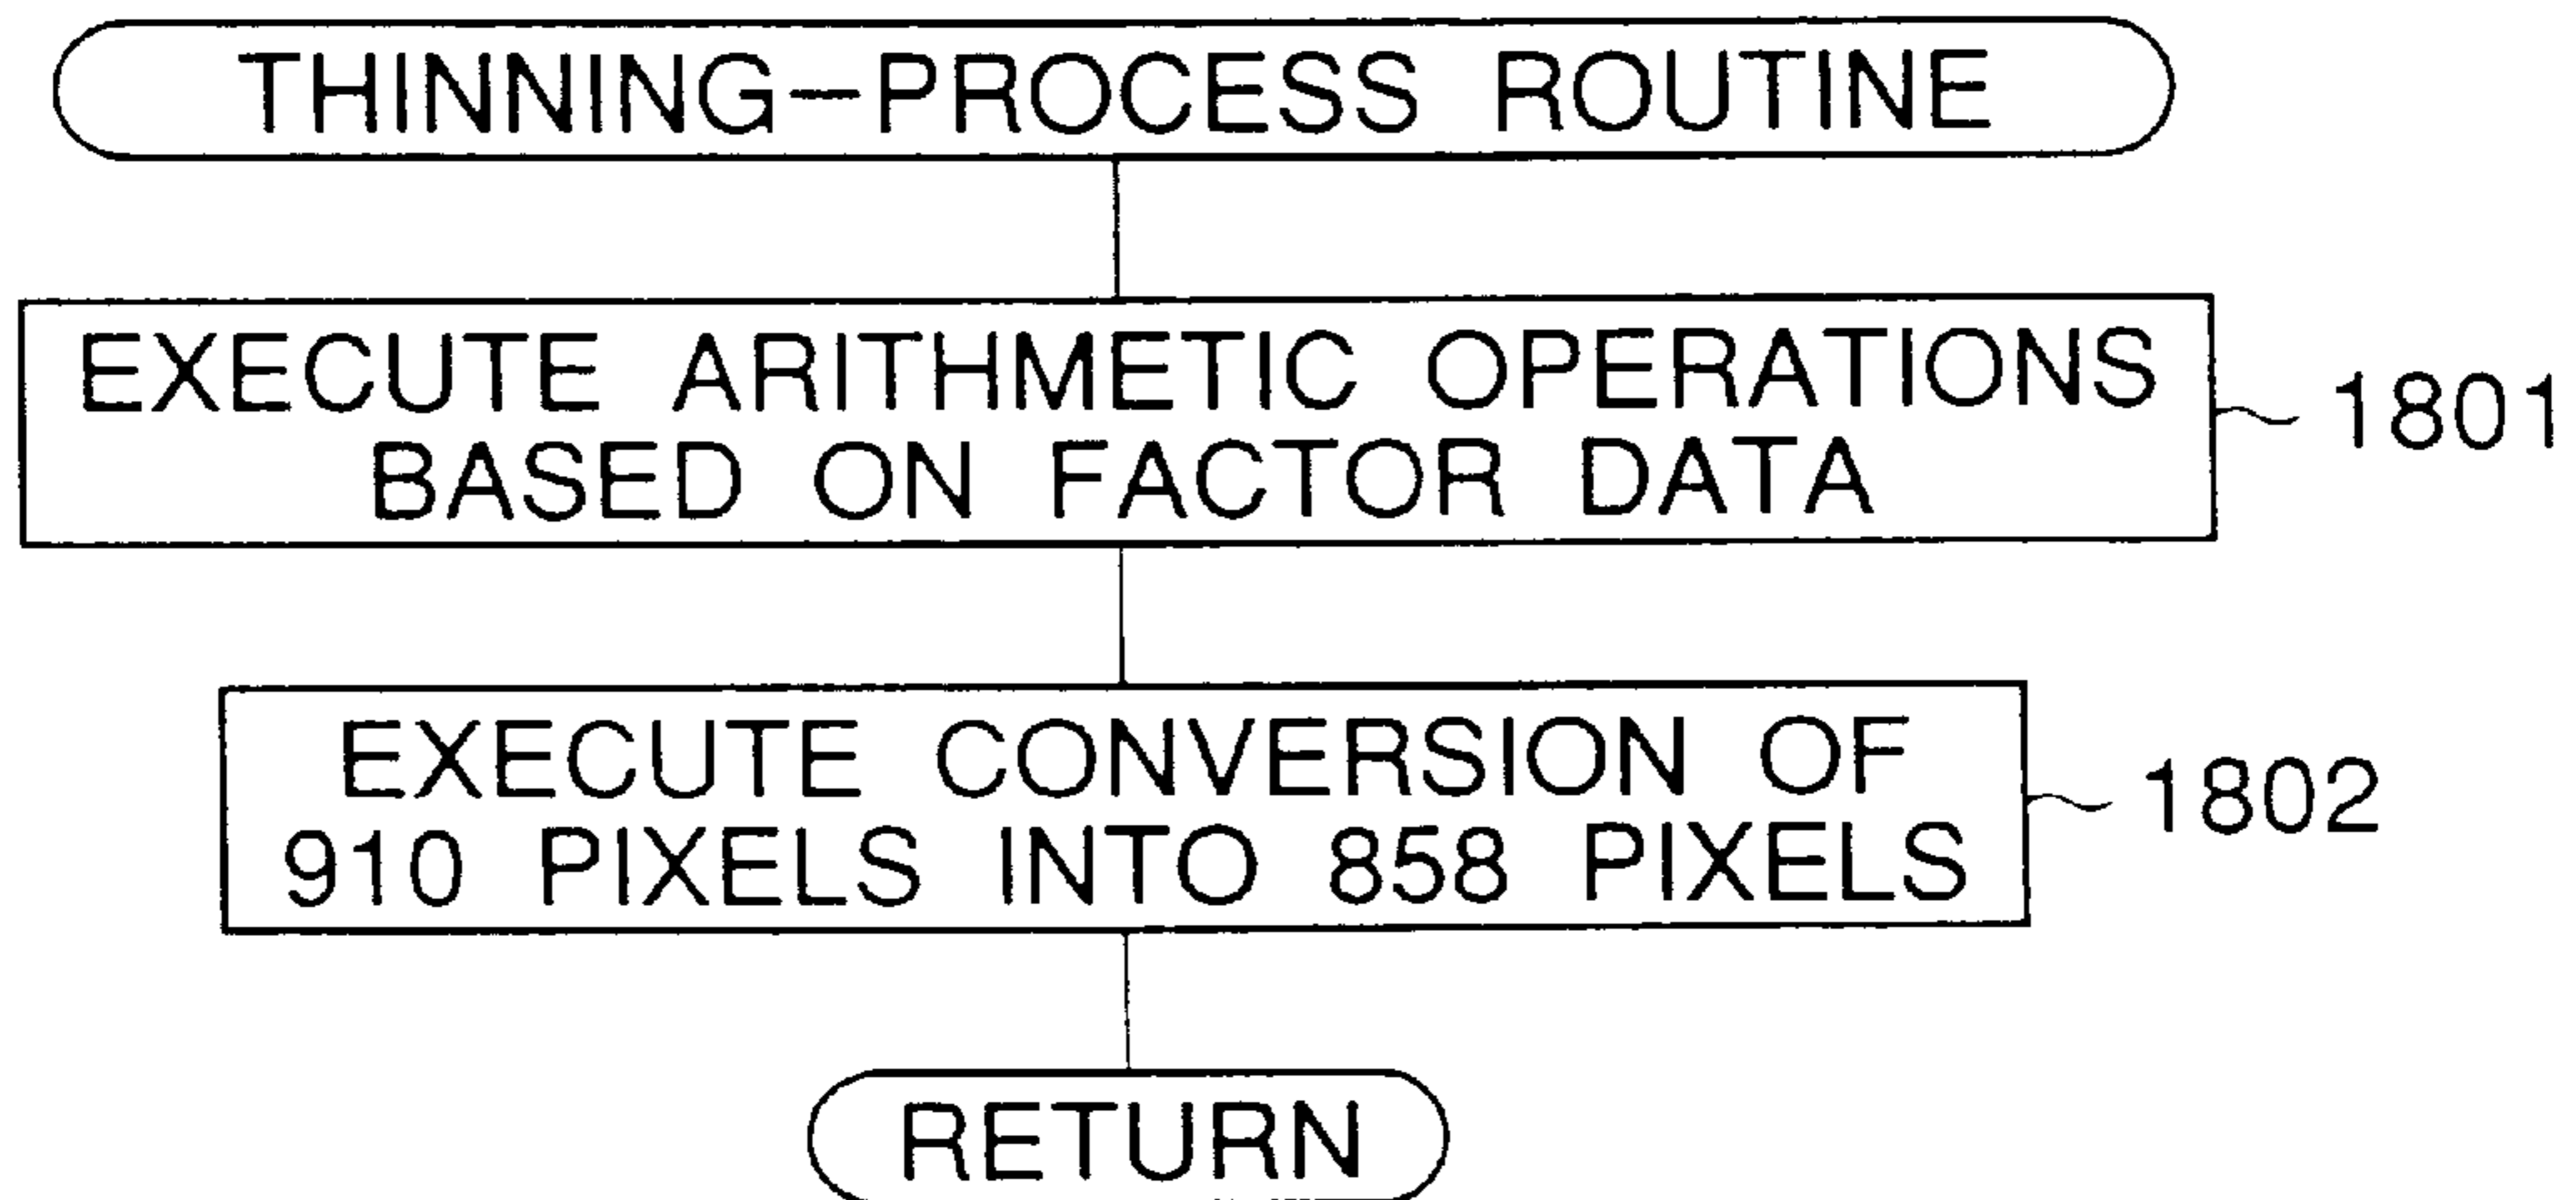 THINNING-PROCESS ROUTINE
EXECUTE ARITHMETIC OPERATIONS
BASED ON FACTOR DATA
1801
EXECUTE CONVERSION OF
910 PIXELS INTO 858 PIXELS
1802
RETURN